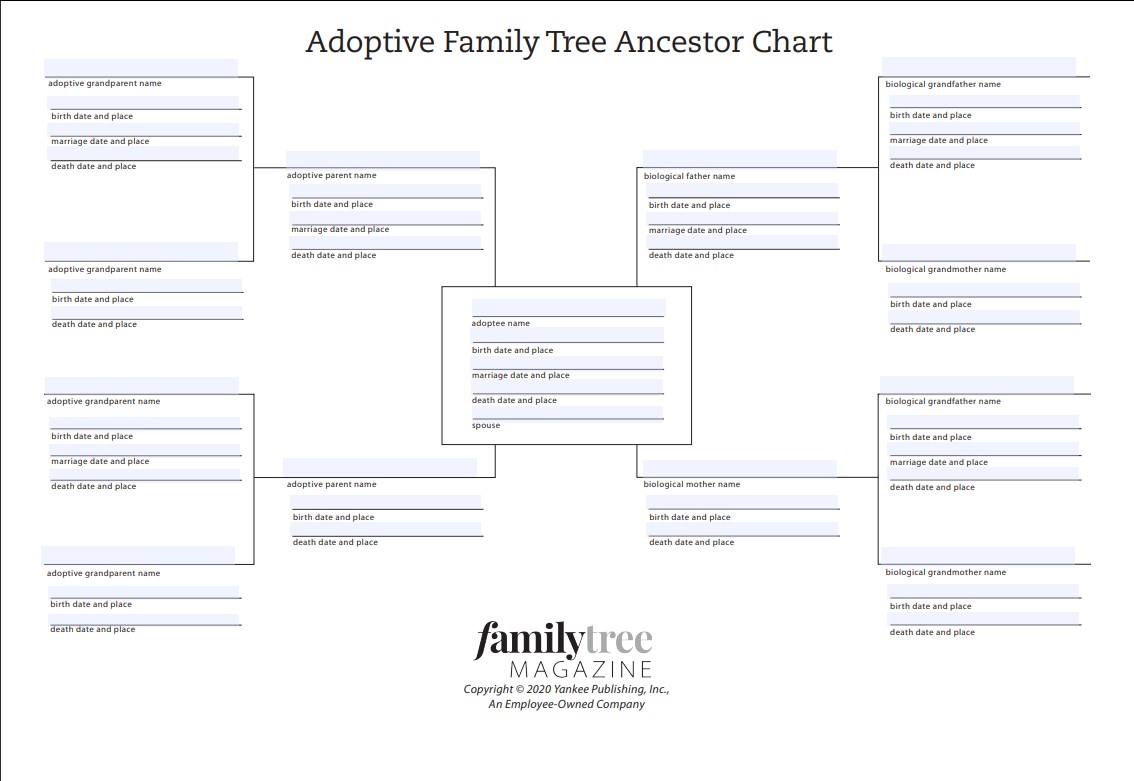 Adoptive Family Tree Ancestor Chart
adoptive grandparent name
birth date and place
marriage date and place
death date and place
adoptive grandparent name
birth date and place
death date and place
adoptive parent name
birth date and place
marriage date and place
death date and place
adoptive grandparent name
birth date and place
marriage date and place
death date and place
adoptive grandparent name
birth date and place
death date and place
adoptive parent name
birth date and place
death date and place
adoptee name
birth date and place
marriage date and place
death date and place
spouse
biological father name
birth date and place
marriage date and place
death date and place
biological mother name
birth date and place
death date and place
biological grandfather name
birth date and place
marriage date and place
death date and place
biological grandmother name
birth date and place
death date and place
biological grandfather name
birth date and place
marriage date and place
death date and place
biological grandmother name
birth date and place
death date and place
familytree
MAGAZINE
Copyright © 2020 Yankee Publishing, Inc.,
An Employee-Owned Company